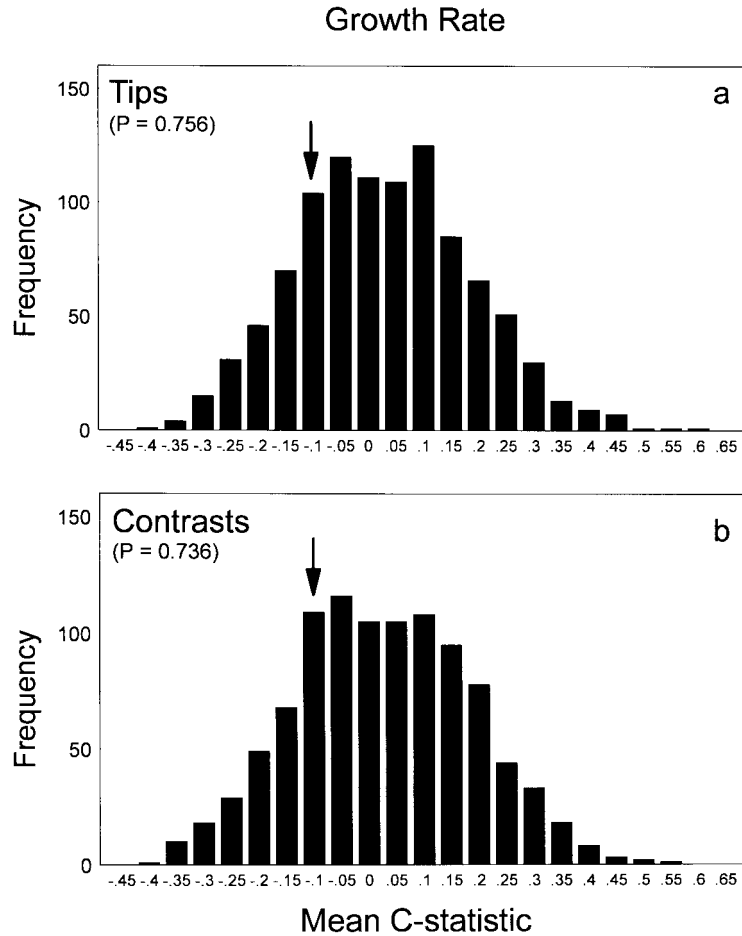 Growth Rate
150
Tips
a
(P = 0.756)
100
Frequency
50
0
-.45 -.4 -.35 -.3 -.25 -.2 -.15 -.1 -.05 0 .05 .1 .15 .2 .25 .3 .35 .4 .45 .5 .55 .6 .65
150
Contrasts
b
(P = 0.736)
100
Frequency
50
0
-.45 -.4 -.35 -.3 -.25 -.2 -.15 -.1 -.05 0 .05 .1 .15 .2 .25 .3 .35 .4 .45 .5 .55 .6 .65
Mean C-statistic